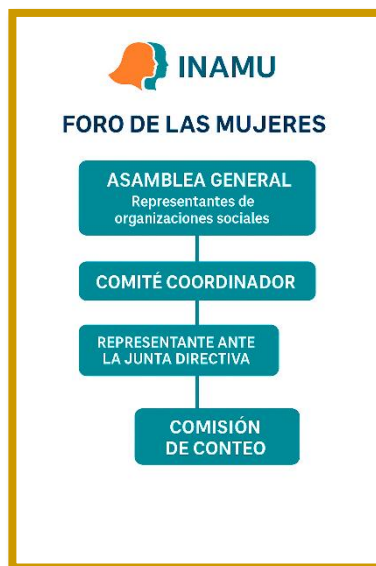 INAMU
FORO DE LAS MUJERES
ASAMBLEA GENERAL
Representantes de
organizaciones sociales
COMITÉ COORDINADOR
REPRESENTANTE ANTE
LA JUNTA DIRECTIVA
COMISIÓN
DE CONTEO